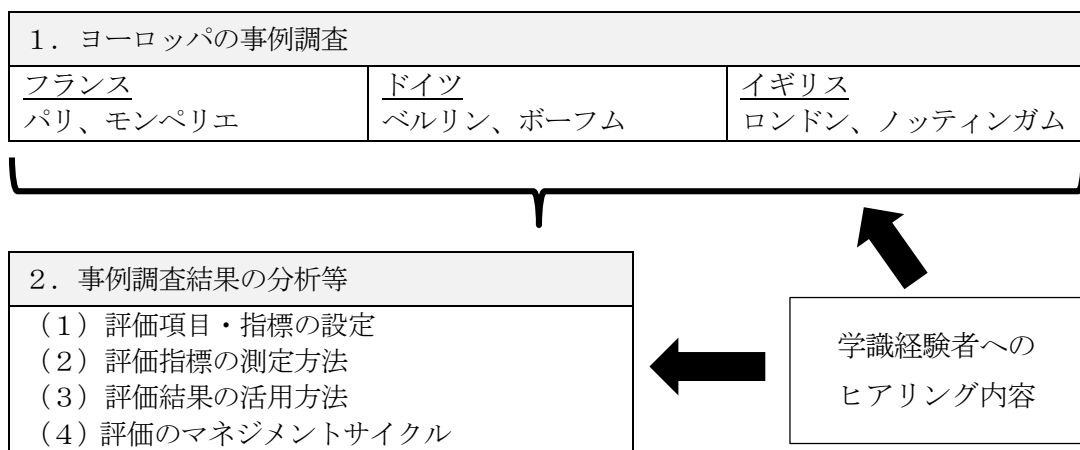 １．ヨーロッパの事例調査
フランス
パリ、モンペリエ
ドイツ
ベルリン、ボーフム
イギリス
ロンドン、ノッティンガム
２．事例調査結果の分析等
（１）評価項目・指標の設定
（２）評価指標の測定方法
（３）評価結果の活用方法
（４）評価のマネジメントサイクル
学識経験者への
ヒアリング内容